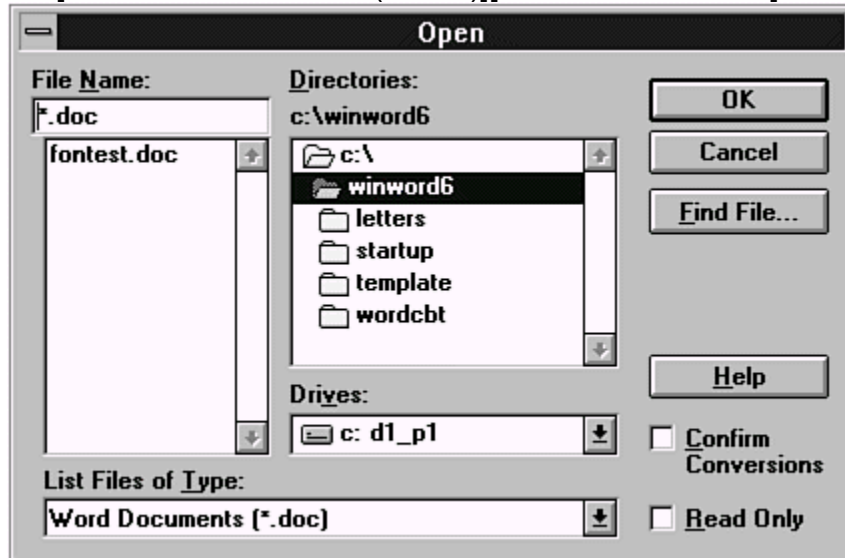 Open
File Name:
*.doc
fontest.doc
Directories:
c:\winword6
c:\
winword6
letters
startup
template
wordcbt
Drives:
c: d1_p1
List Files of Type:
Word Documents (*.doc)
OK
Cancel
Find File...
Help
Confirm
Conversions
Read Only